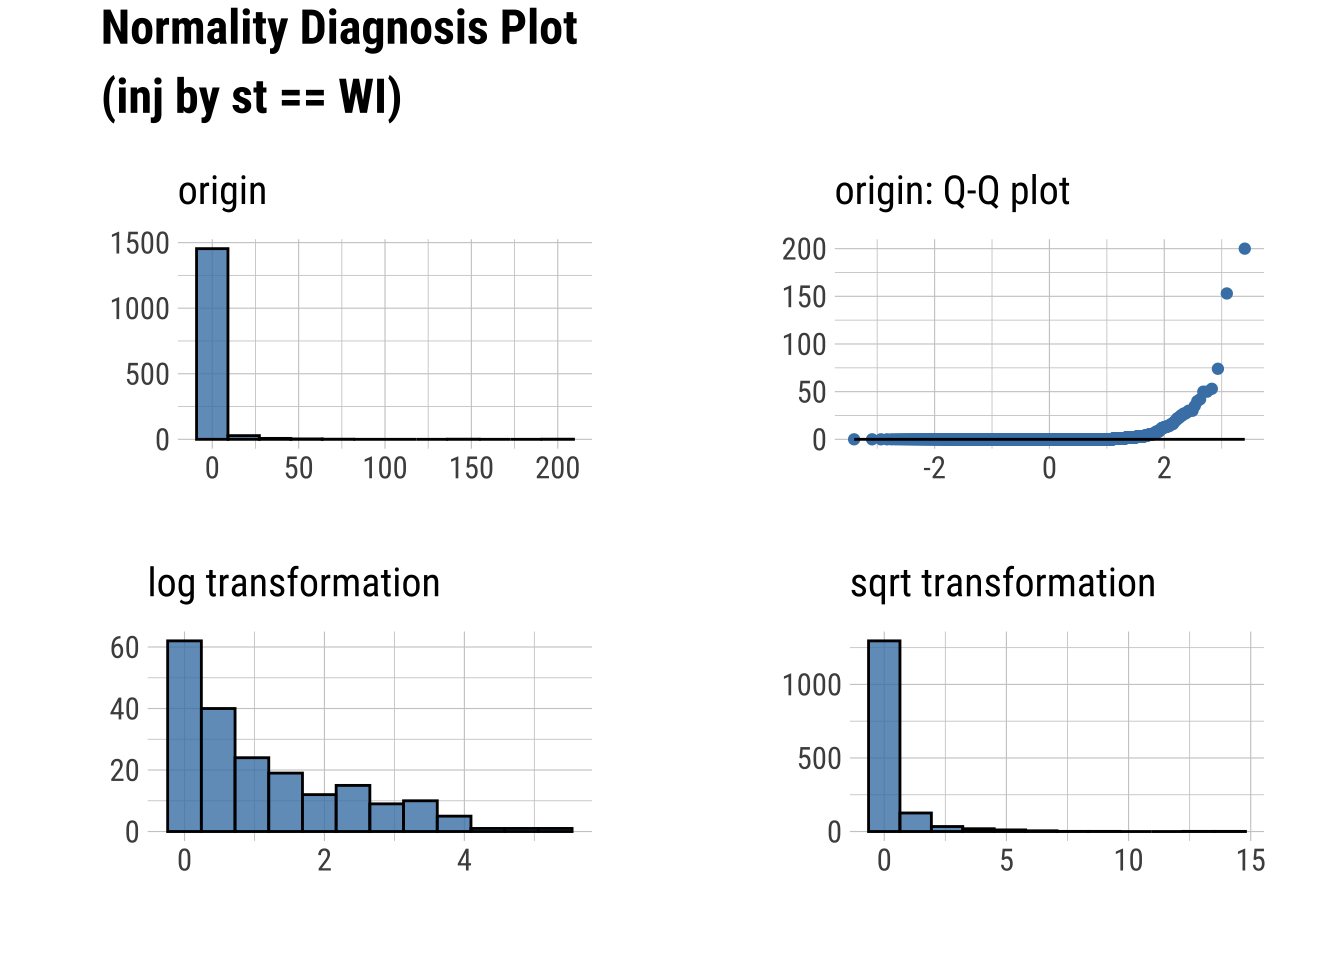 Normality Diagnosis Plot
(inj by st == WI)
origin
1500
1000
500
0
0 50 100 150 200
origin: Q-Q plot
200
150
100
50
0
-2 0 2
log transformation
60
40
20
0
0 2 4
sqrt transformation
1000
500
0
0 5 10 15